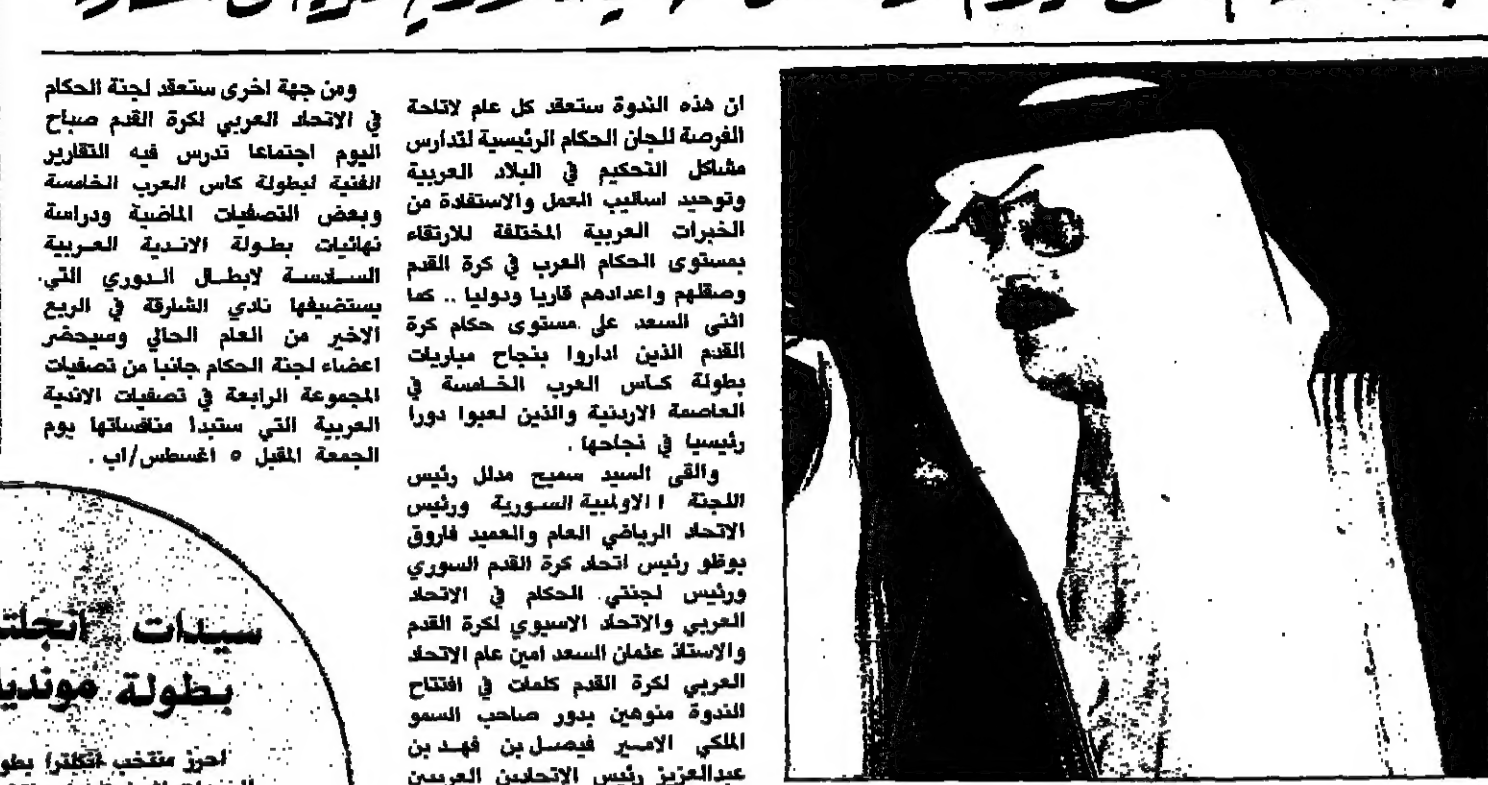 ان هذه الندوة ستعقد كل عام لاتاحة
الفرصة للجان الحكام الرئيسية لتدارس
مشاكل التحكيم في البلاد العربية
وتوحيد اساليب العمل والاستفادة من
الخبرات العربية المختلفة للارتقاء
بمستوى الحكام العرب في كرة القدم
وصقلهم واعدادهم قاريا ودوليا .. كما
اثنى السعد على مستوى حكام كرة
القدم الذين اداروا بنجاح مباريات
بطولة كاس العرب الخامسة في
العاصمة الاردنية والذين لعبوا دورا
رئيسيا في نجاحها .
والقى السيد سميح مدلل رئيس
اللجنة الاولمبية السورية ورئيس
الاتحاد الرياضي العام والعميد فاروق
بوظو رئيس اتحاد كرة القدم السوري
ورئيس لجنتي الحكام في الاتحاد
العربي والاتحاد الاسيوي لكرة القدم
والاستاذ عثمان السعد امين عام الاتحاد
العربي لكرة القدم كلمات في افتتاح
الندوة منوهين بدور صاحب السمو
الملكي الامير فيصل بن فهد بن
عبدالعزيز رئيس الاتحادين العربيين
ومن جهة اخرى ستعقد لجنة الحكام
في الاتحاد العربي لكرة القدم صباح
اليوم اجتماعا تدرس فيه التقارير
الفنية لبطولة كاس العرب الخامسة
وبعض التصفيات الماضية ودراسة
نهائيات بطولة الاندية العربية
السادسة لابطال الدوري التي
يستضيفها نادي الشارقة في الربع
الاخير من العام الحالي وسيحضر
اعضاء لجنة الحكام جانبا من تصفيات
المجموعة الرابعة في تصفيات الاندية
العربية التي ستبدأ منافساتها يوم
الجمعة المقبل ٥ اغسطس/اب .
سيدات
بطولة
احرز منتخب انكلترا